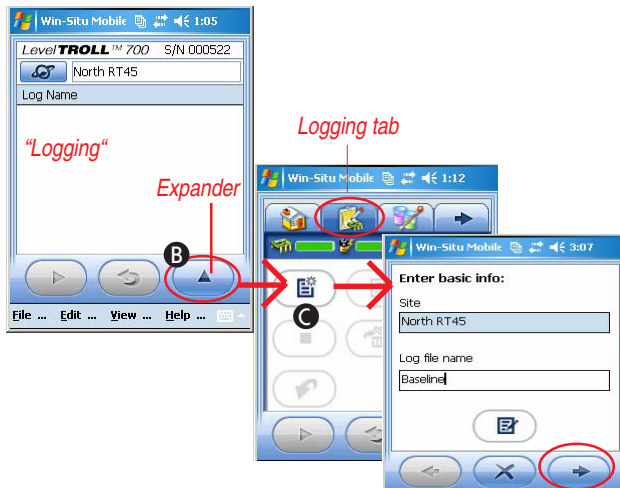 Win-Situ Mobile 1:05
Level TROLL™ 700 S/N 000522
North RT45
Log Name
“Logging“
Expander
B
File ... Edit ... View ... Help ...
Logging tab
Win-Situ Mobile 1:12
C
Win-Situ Mobile 3:07
Enter basic info:
Site
North RT45
Log file name
Baseline